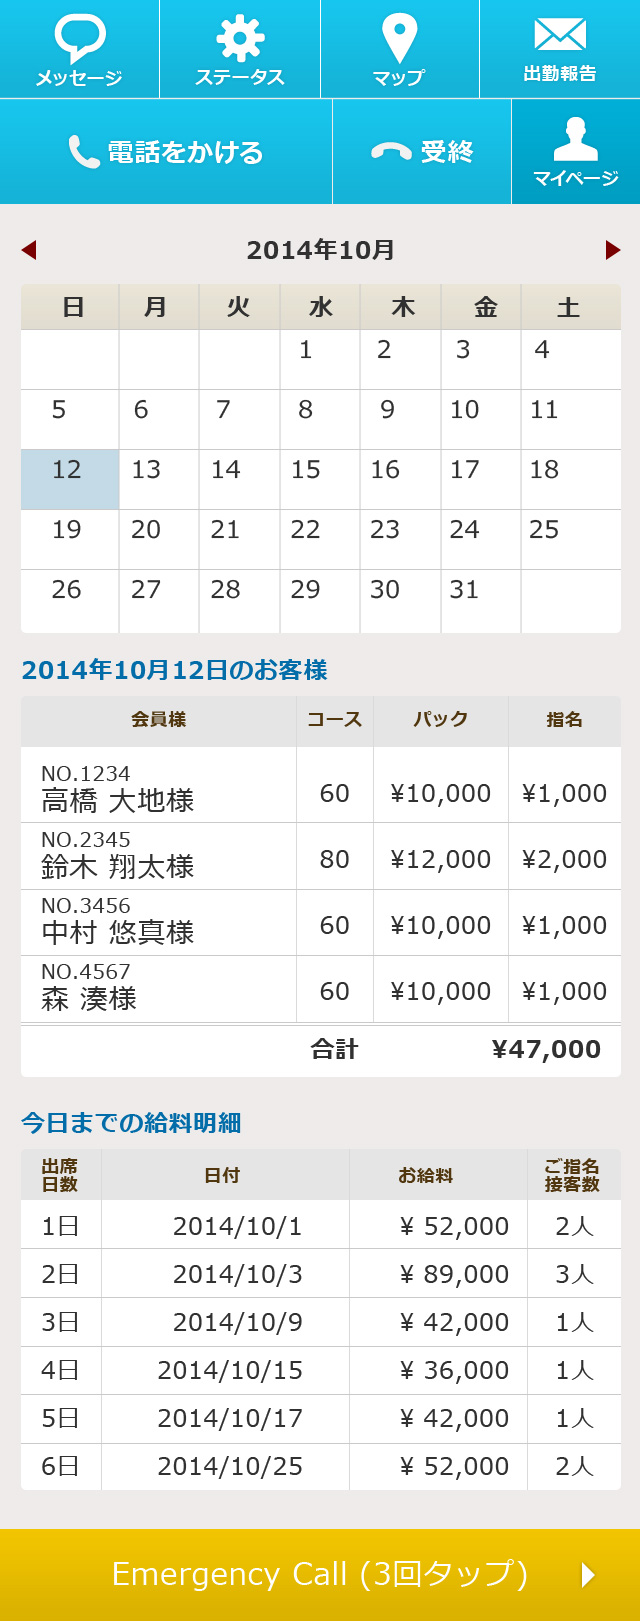 メッセージ ステータス マップ 出勤報告
電話をかける 受終 マイページ
2014年10月
日 月 火 水 木 金 土
1 2 3 4
5 6 7 8 9 10 11
12 13 14 15 16 17 18
19 20 21 22 23 24 25
26 27 28 29 30 31
2014年10月12日のお客様
会員様 コース パック 指名
NO.1234
高橋 大地様 60 ¥10,000 ¥1,000
NO.2345
鈴木 翔太様 80 ¥12,000 ¥2,000
NO.3456
中村 悠真様 60 ¥10,000 ¥1,000
NO.4567
森 湊様 60 ¥10,000 ¥1,000
合計 ¥47,000
今日までの給料明細
出席
日数 日付 お給料 ご指名
接客数
1日 2014/10/1 ¥ 52,000 2人
2日 2014/10/3 ¥ 89,000 3人
3日 2014/10/9 ¥ 42,000 1人
4日 2014/10/15 ¥ 36,000 1人
5日 2014/10/17 ¥ 42,000 1人
6日 2014/10/25 ¥ 52,000 2人
Emergency Call (3回タップ)